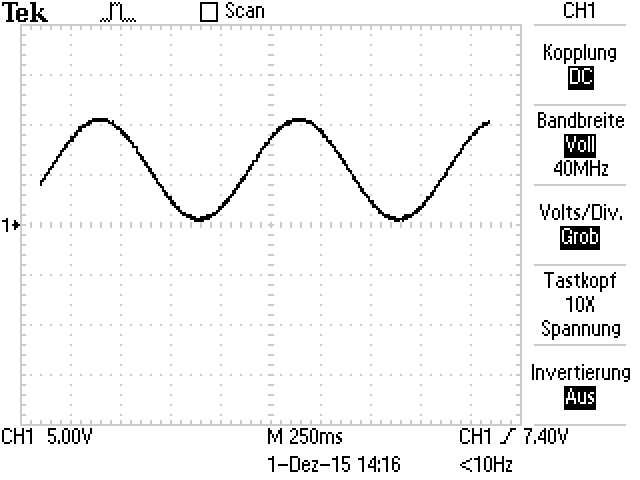 Tek Scan CH1
Kopplung
DC
Bandbreite
Voll
40MHz
1
Volts/Div.
Grob
Tastkopf
10X
Spannung
Invertierung
Aus
CH1 5.00V M 250ms CH1 7.40V
1-Dez-15 14:16 <10Hz